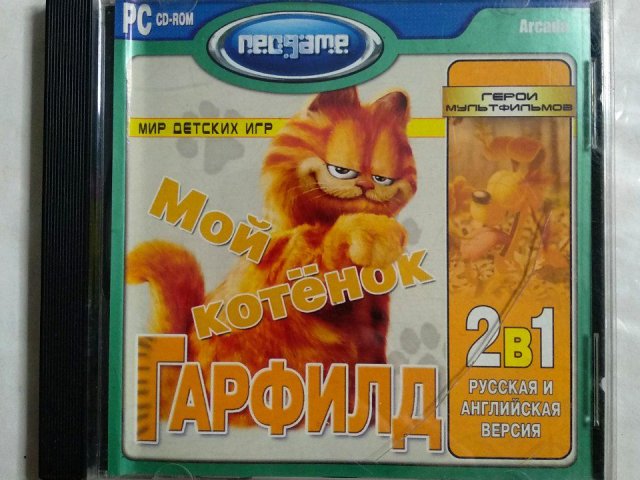 PC CD-ROM
neogame
Arcade
ГЕРОИ
МУЛЬТФИЛЬМОВ
МИР ДЕТСКИХ ИГР
Мой
котёнок
ГАРФИЛД
2в1
РУССКАЯ И
АНГЛИЙСКАЯ
ВЕРСИЯ